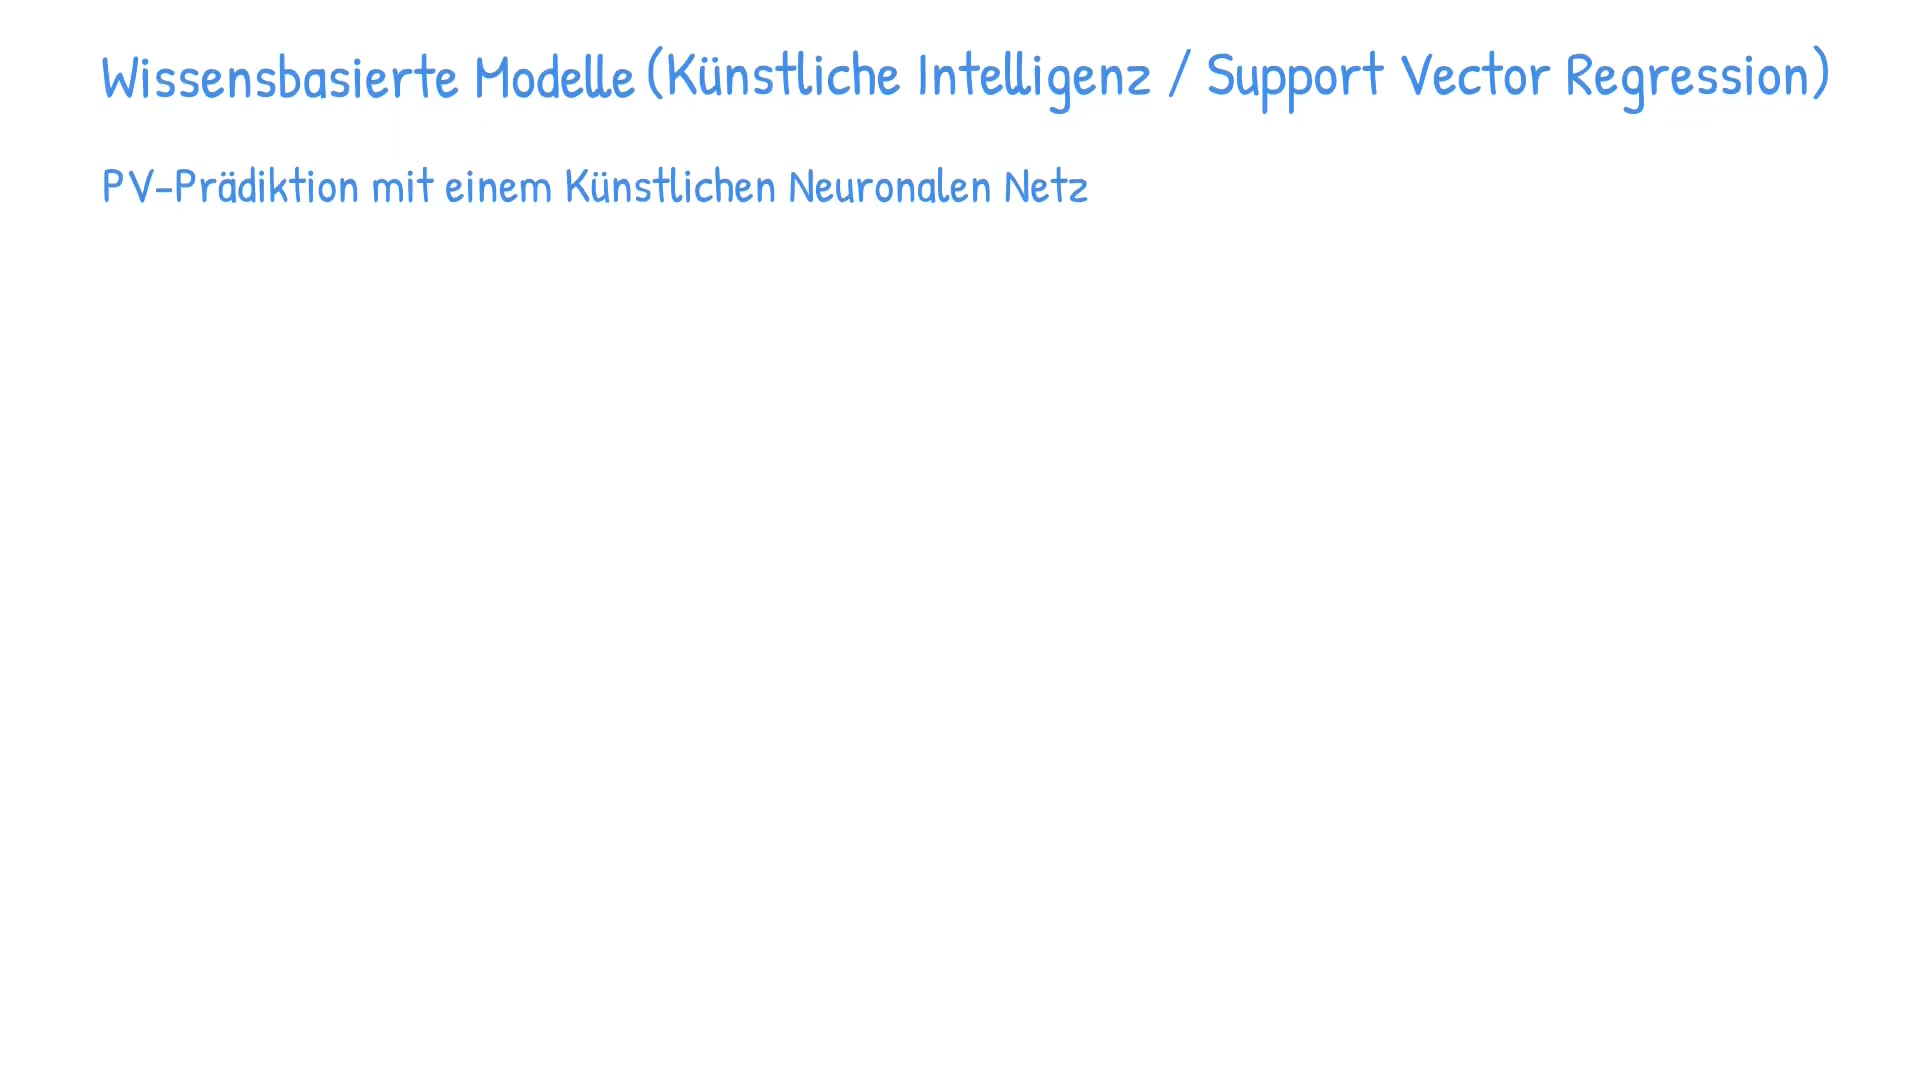 Wissensbasierte Modelle (Künstliche Intelligenz / Support Vector Regression)
PV-Prädiktion mit einem Künstlichen Neuronalen Netz